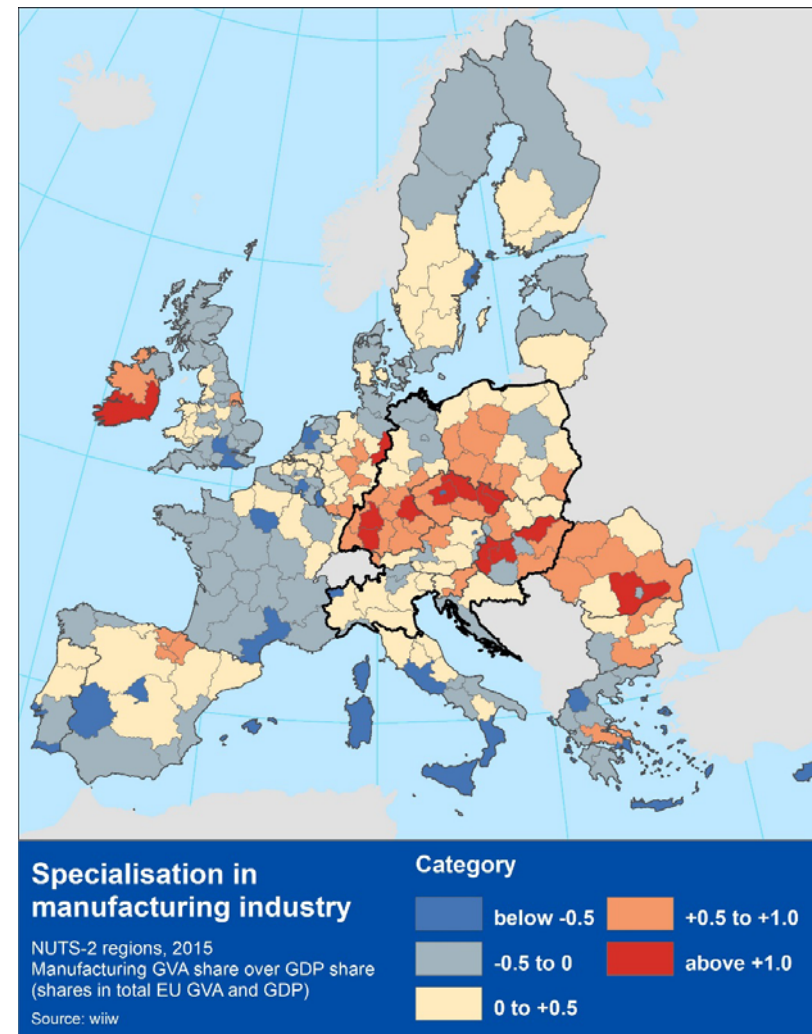 Specialisation in
manufacturing industry
NUTS-2 regions, 2015
Manufacturing GVA share over GDP share
(shares in total EU GVA and GDP)
Source: wiiw
Category
below -0.5
-0.5 to 0
0 to +0.5
+0.5 to +1.0
above +1.0